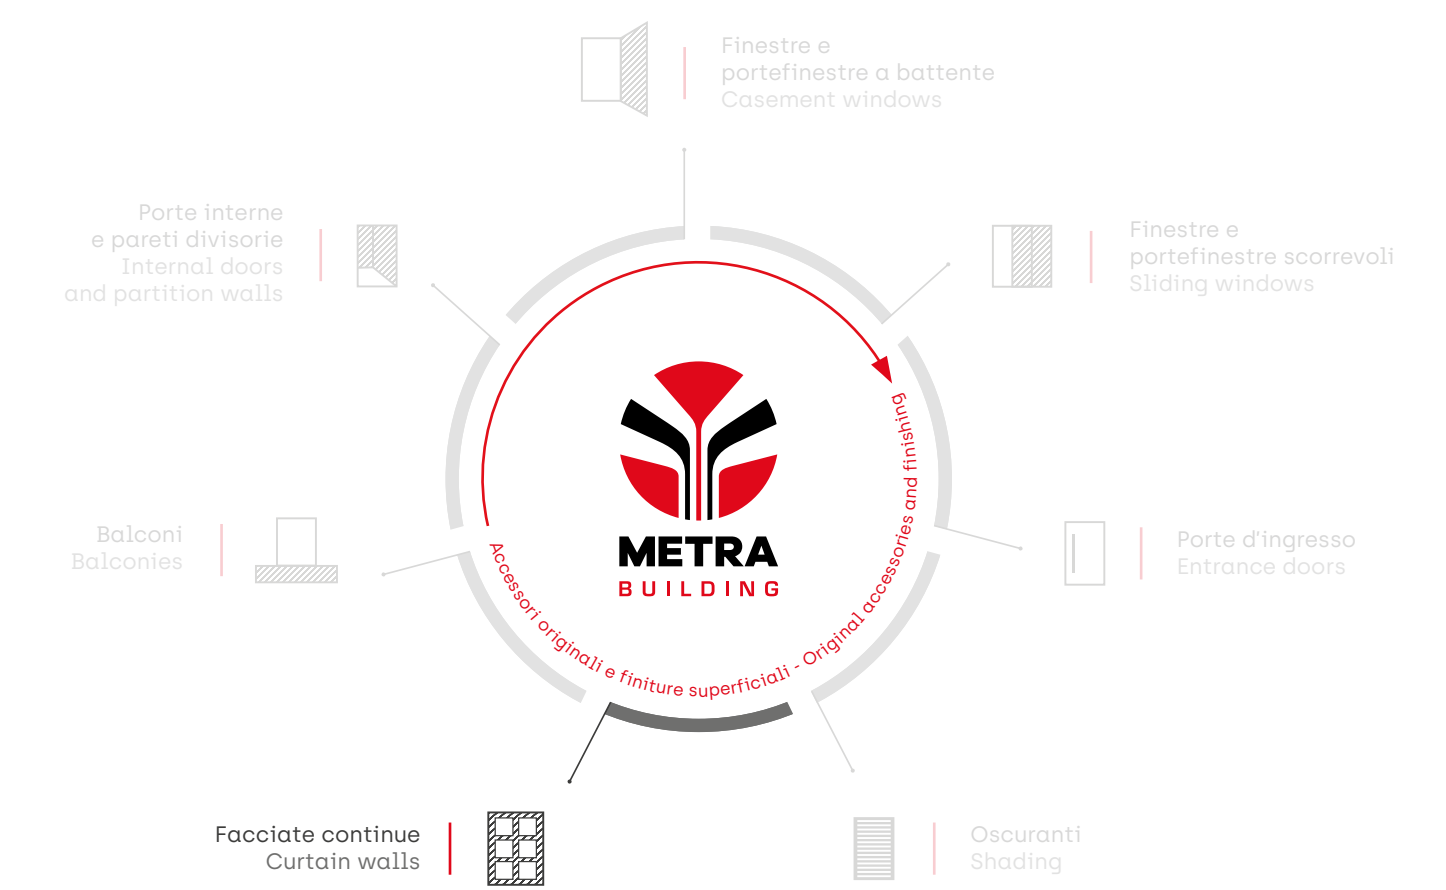 Finestre e
portefinestre a battente
Casement windows
Porte interne
e pareti divisorie
Internal doors
and partition walls
Finestre e
portefinestre scorrevoli
Sliding windows
METRA
BUILDING
Accessori originali e finiture superficiali - Original accessories and finishing
Balconi
Balconies
Porte d'ingresso
Entrance doors
Facciate continue
Curtain walls
Oscuranti
Shading